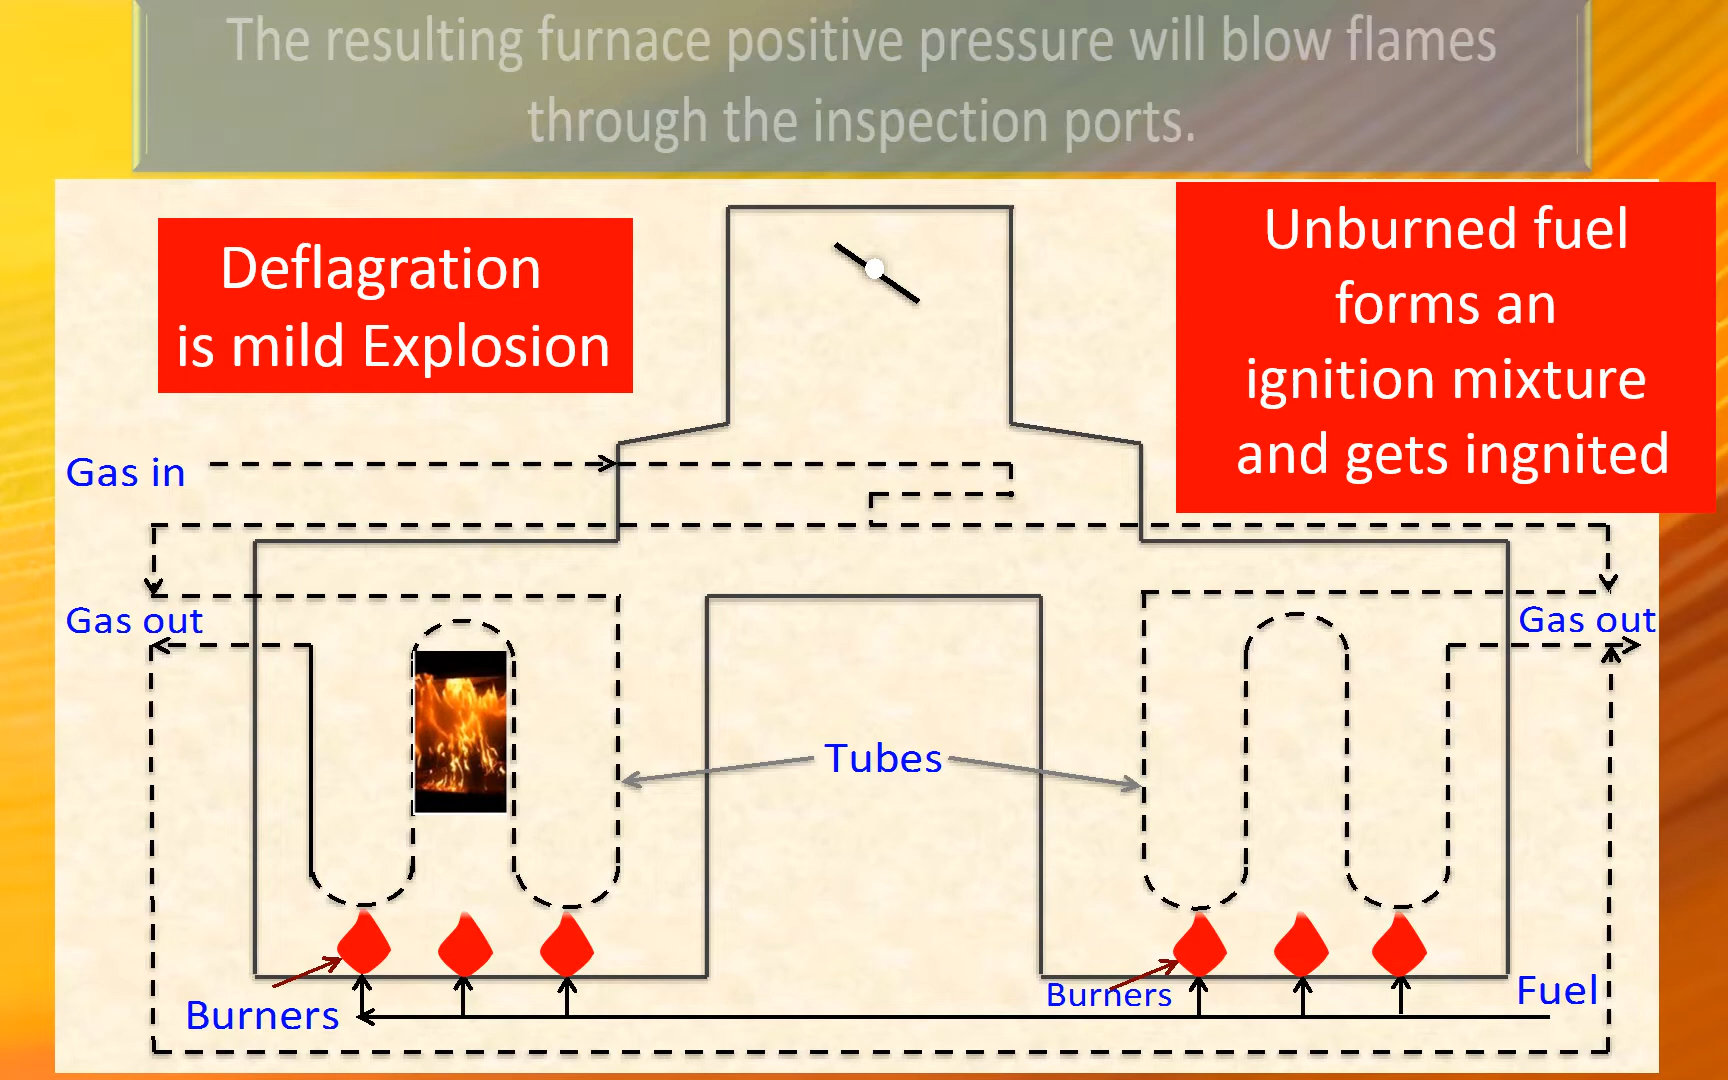 The resulting furnace positive pressure will blow flames
through the inspection ports.
Deflagration
is mild Explosion
Unburned fuel
forms an
ignition mixture
and gets ingnited
Gas in
Gas out
Gas out
Tubes
Burners
Burners
Fuel